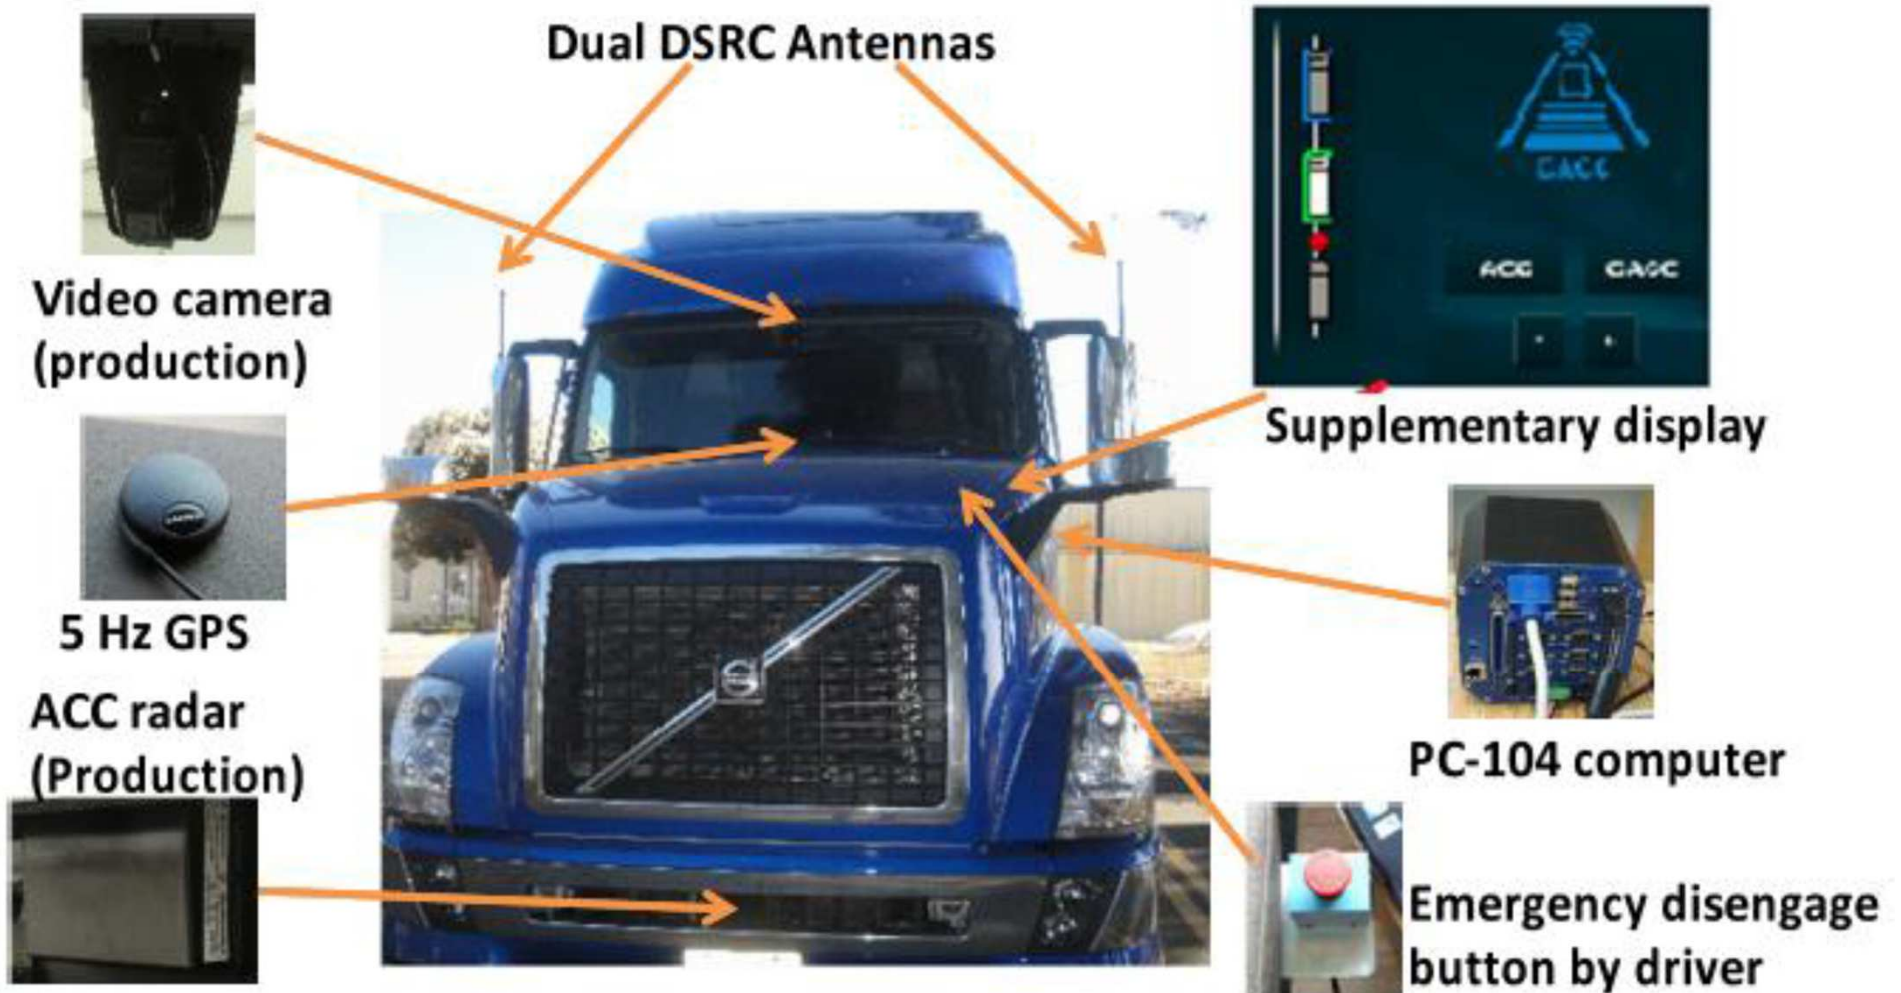 Dual DSRC Antennas
Video camera
(production)
5 Hz GPS
ACC radar
(Production)
CACC
ACC
CACC
Supplementary display
PC-104 computer
Emergency disengage
button by driver